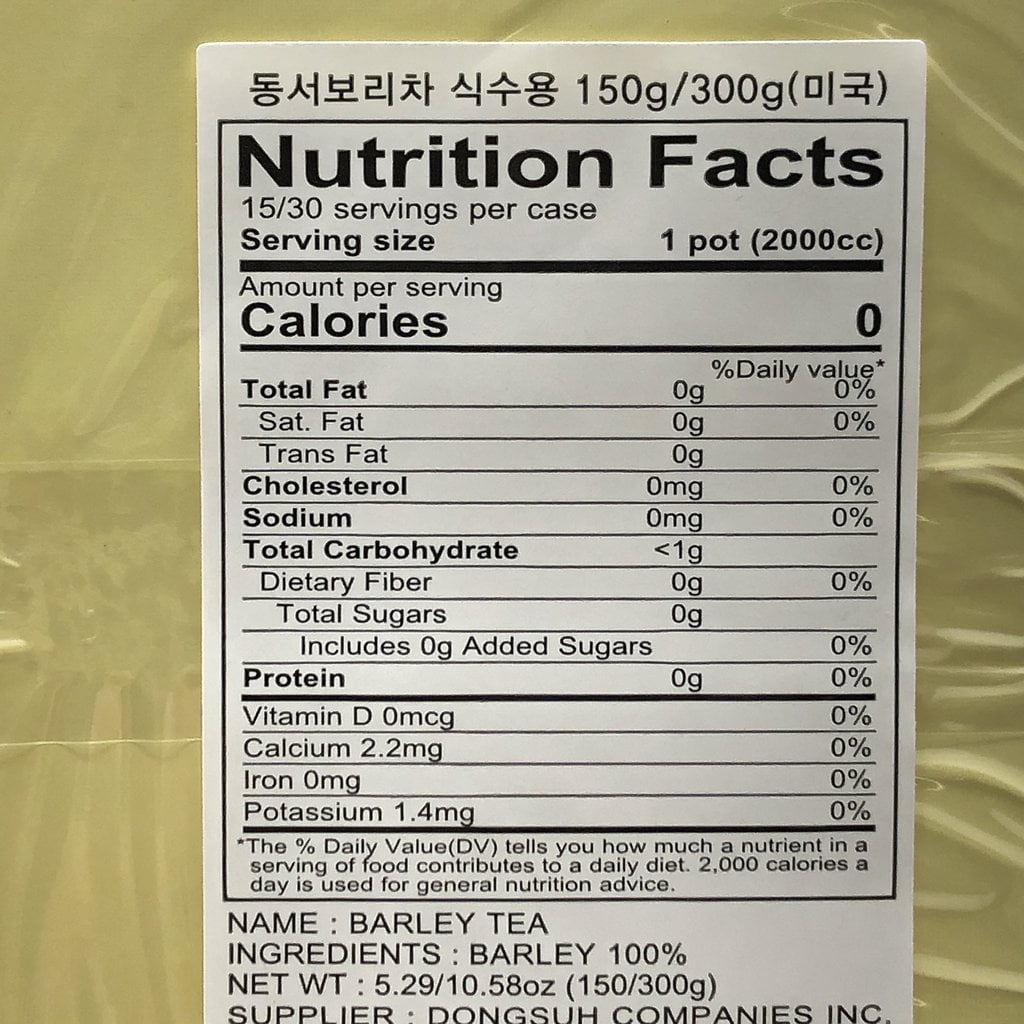 동서보리차 식수용 150g/300g(미국)
Nutrition Facts
15/30 servings per case
Serving size 1 pot (2000cc)
Amount per serving
Calories 0
%Daily value*
Total Fat 0g 0%
Sat. Fat 0g 0%
Trans Fat 0g
Cholesterol 0mg 0%
Sodium 0mg 0%
Total Carbohydrate <1g
Dietary Fiber 0g 0%
Total Sugars 0g
Includes 0g Added Sugars 0%
Protein 0g 0%
Vitamin D 0mcg 0%
Calcium 2.2mg 0%
Iron 0mg 0%
Potassium 1.4mg 0%
*The % Daily Value(DV) tells you how much a nutrient in a
serving of food contributes to a daily diet. 2,000 calories a
day is used for general nutrition advice.
NAME : BARLEY TEA
INGREDIENTS : BARLEY 100%
NET WT : 5.29/10.58oz (150/300g)
SUPPLIER : DONGSUH COMPANIES INC.